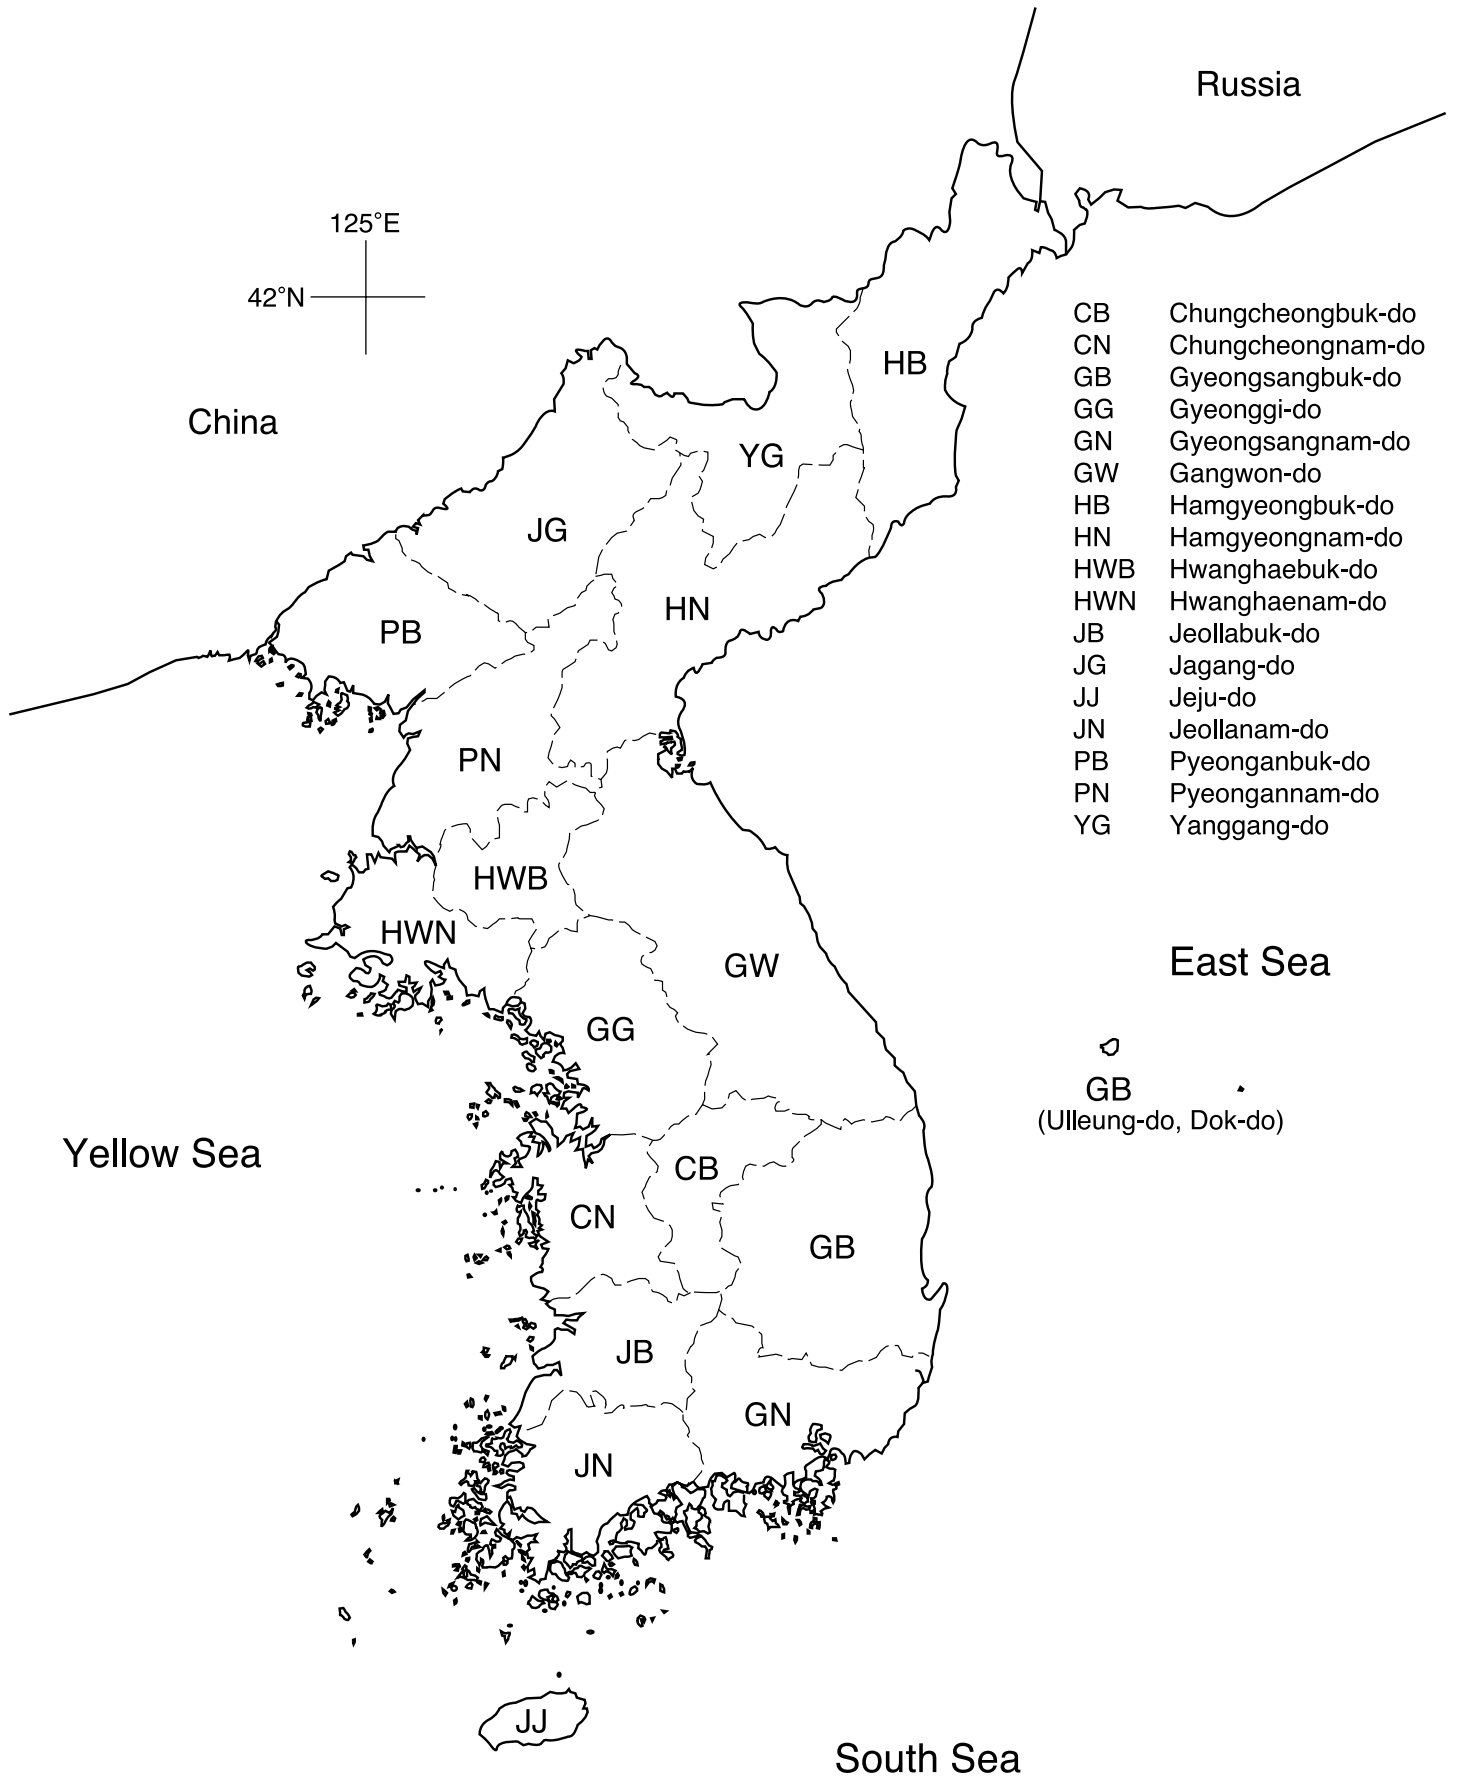 Russia
125°E
42°N
China
CB Chungcheongbuk-do
CN Chungcheongnam-do
GB Gyeongsangbuk-do
GG Gyeonggi-do
GN Gyeongsangnam-do
GW Gangwon-do
HB Hamgyeongbuk-do
HN Hamgyeongnam-do
HWB Hwanghaebuk-do
HWN Hwanghaenam-do
JB Jeollabuk-do
JG Jagang-do
JJ Jeju-do
JN Jeollanam-do
PB Pyeonganbuk-do
PN Pyeongannam-do
YG Yanggang-do
HB
YG
JG
HN
PB
PN
HWB
HWN
GW
East Sea
GG
GB
(Ulleung-do, Dok-do)
Yellow Sea
CB
CN
GB
JB
GN
JN
JJ
South Sea